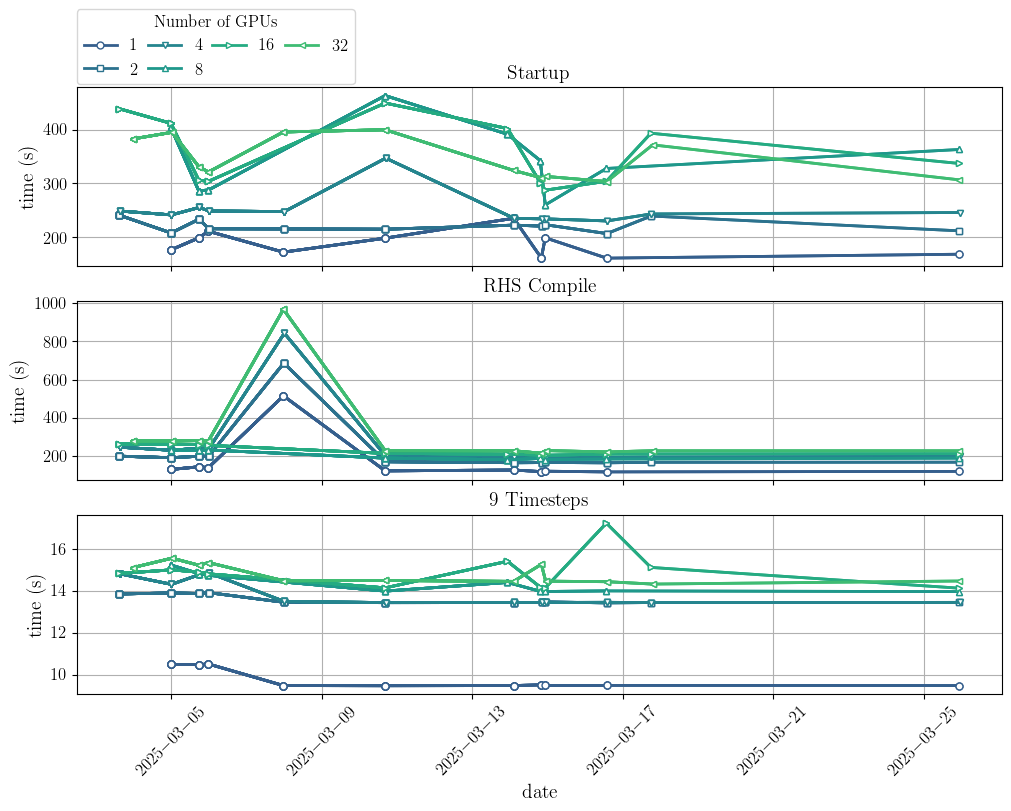 Number of GPUs
1 4 16 32
2 8
Startup
400
300
200
time (s)
RHS Compile
1000
800
600
400
200
time (s)
9 Timesteps
16
14
12
10
time (s)
2025−03−05 2025−03−09 2025−03−13 2025−03−17 2025−03−21 2025−03−25
date